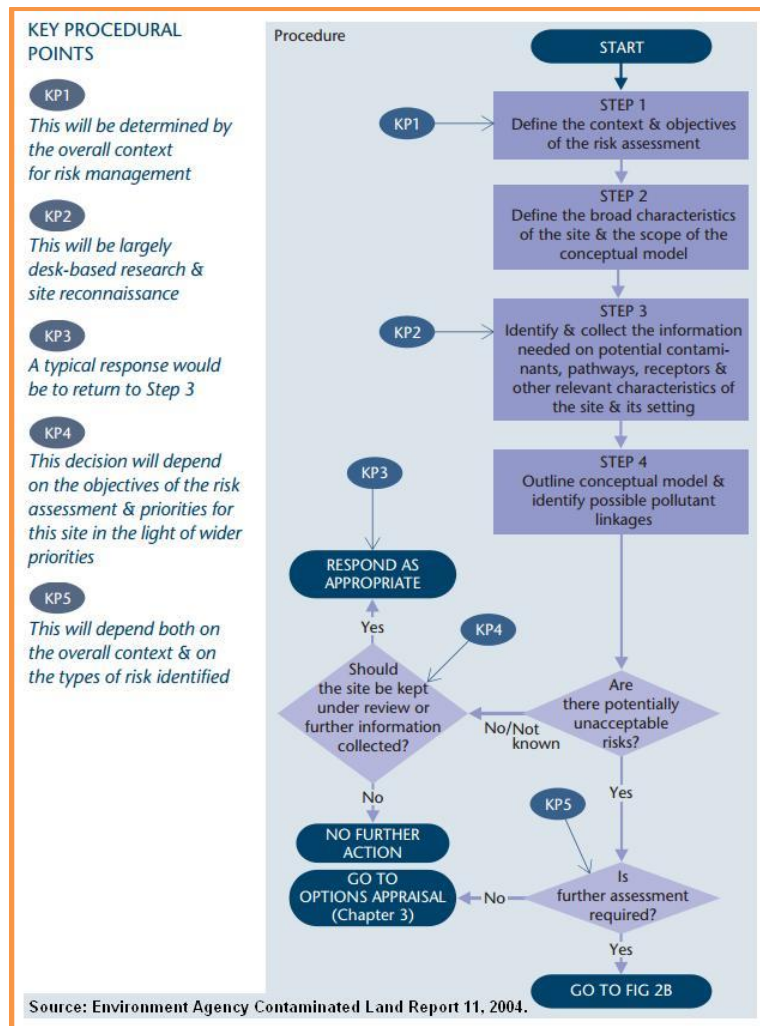 KEY PROCEDURAL
POINTS
KP1
This will be determined by
the overall context
for risk management
KP2
This will be largely
desk-based research &
site reconnaissance
KP3
A typical response would
be to return to Step 3
KP4
This decision will depend
on the objectives of the risk
assessment & priorities for
this site in the light of wider
priorities
KP5
This will depend both on
the overall context & on
the types of risk identified
Procedure
START
KP1
STEP 1
Define the context & objectives
of the risk assessment
STEP 2
Define the broad characteristics
of the site & the scope of the
conceptual model
KP2
STEP 3
Identify & collect the information
needed on potential contami-
nants, pathways, receptors &
other relevant characteristics of
the site & its setting
STEP 4
Outline conceptual model &
identify possible pollutant
linkages
KP3
RESPOND AS
APPROPRIATE
Yes
KP4
Should
the site be kept
under review or
further information
collected?
No/Not
known
Are
there potentially
unacceptable
risks?
No
Yes
NO FURTHER
ACTION
KP5
GO TO
OPTIONS APPRAISAL
(Chapter 3)
No
Is
further assessment
required?
Yes
GO TO FIG 2B
Source: Environment Agency Contaminated Land Report 11, 2004.